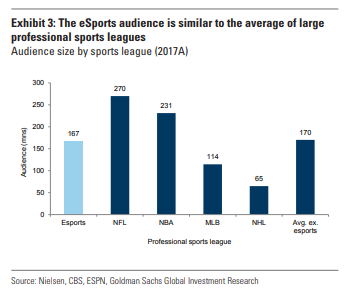 Exhibit 3: The eSports audience is similar to the average of large
professional sports leagues
Audience size by sports league (2017A)
300
250
200
150
100
50
0
Audience (mns)
167
270
231
114
65
170
Esports
NFL
NBA
MLB
NHL
Avg. ex.
esports
Professional sports league
Source: Nielsen, CBS, ESPN, Goldman Sachs Global Investment Research